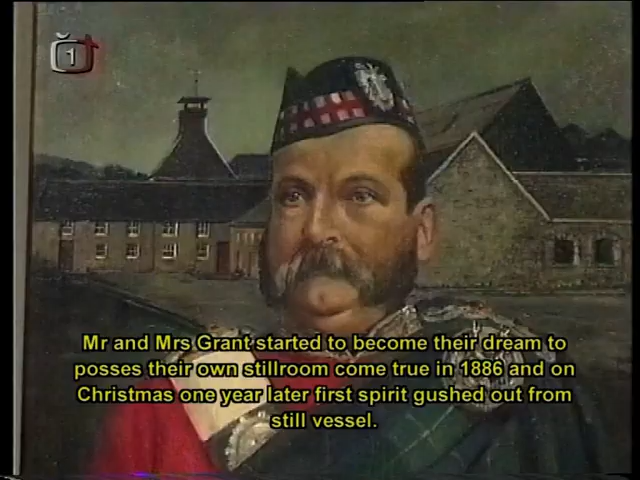 1
Mr and Mrs Grant started to become their dream to
posses their own stillroom come true in 1886 and on
Christmas one year later first spirit gushed out from
still vessel.